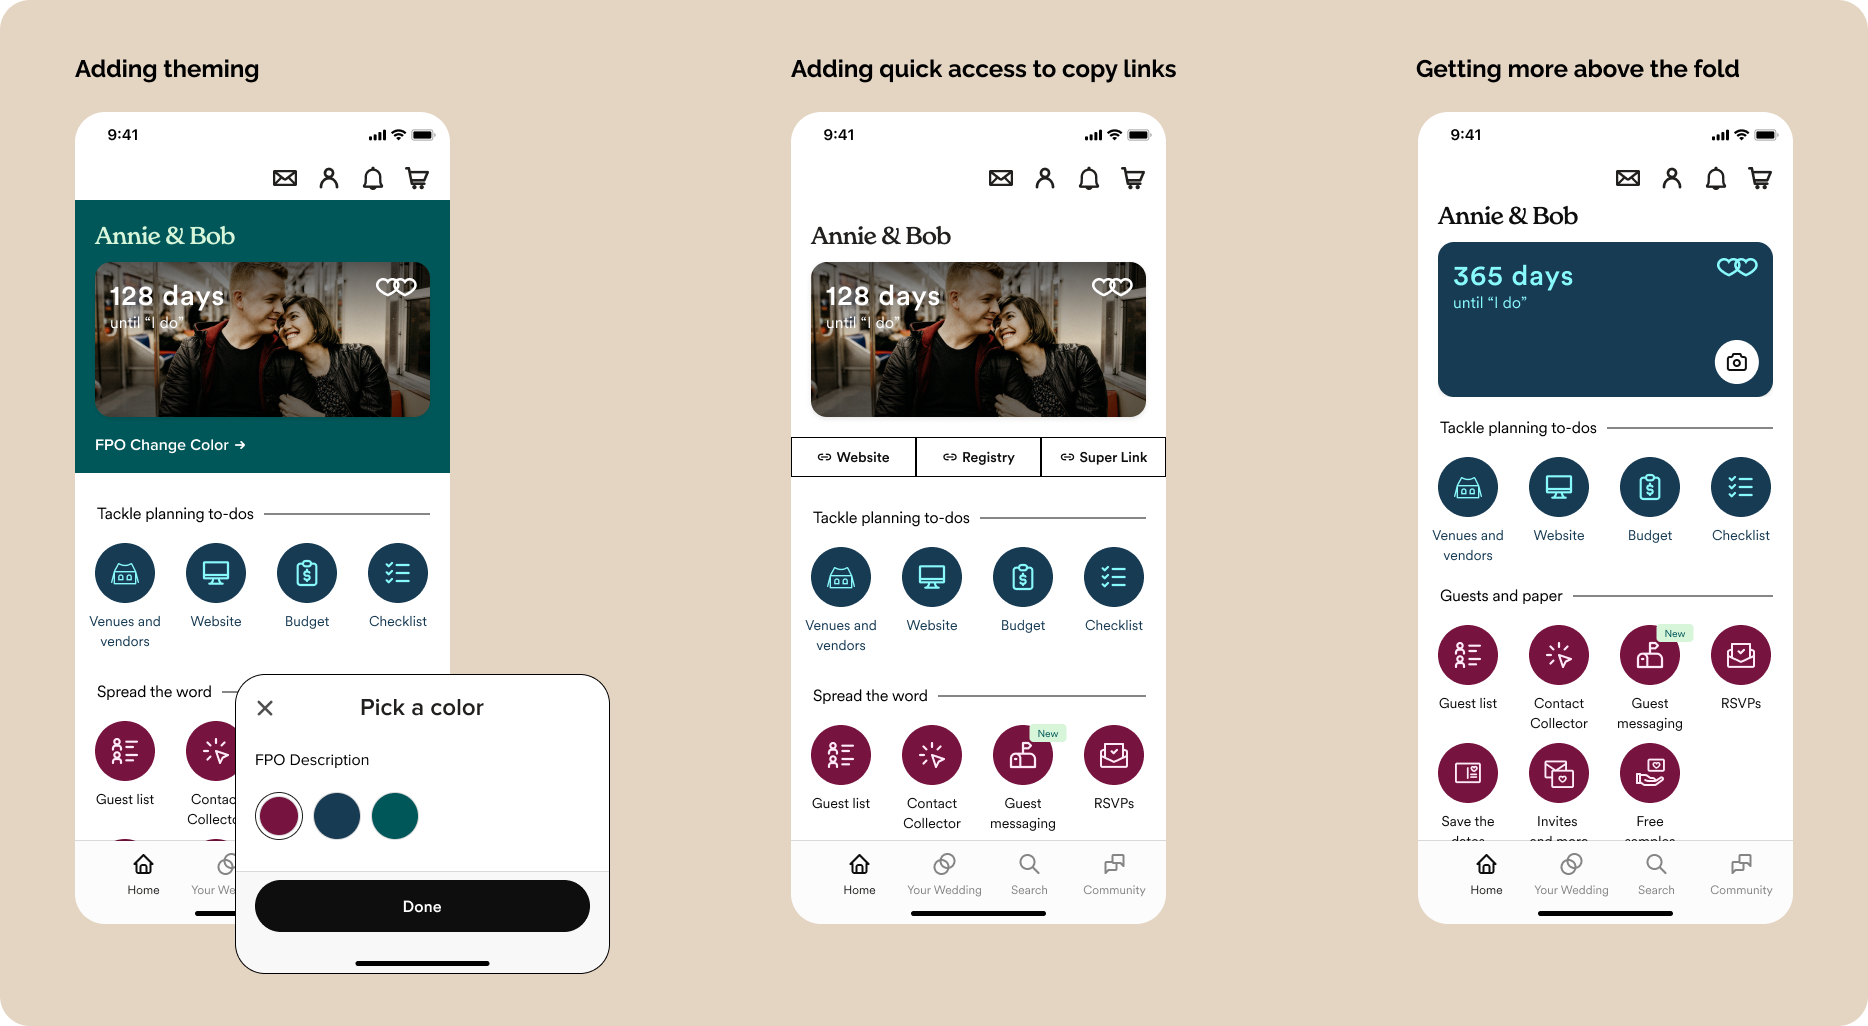 Adding theming
9:41
Annie & Bob
128 days
until “I do”
FPO Change Color →
Tackle planning to-dos
Venues and
vendors
Website
Budget
Checklist
Spread the word
Guest list
Contac
Collecto
Home
Your We
Pick a color
FPO Description
Done
Adding quick access to copy links
9:41
Annie & Bob
128 days
until “I do”
Website
Registry
Super Link
Tackle planning to-dos
Venues and
vendors
Website
Budget
Checklist
Spread the word
New
Guest list
Contact
Collector
Guest
messaging
RSVPs
Home
Your Wedding
Search
Community
Getting more above the fold
9:41
Annie & Bob
365 days
until “I do”
Tackle planning to-dos
Venues and
vendors
Website
Budget
Checklist
Guests and paper
New
Guest list
Contact
Collector
Guest
messaging
RSVPs
Save the
dates
Invites
and more
Free
samples
Home
Your Wedding
Search
Community